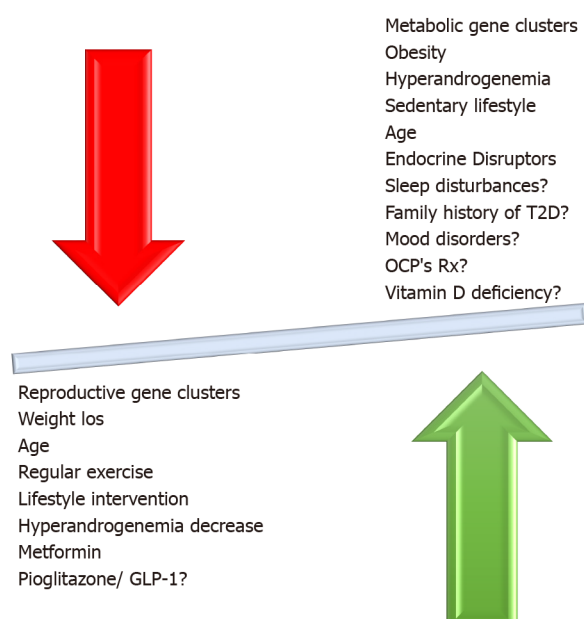 Metabolic gene clusters
Obesity
Hyperandrogenemia
Sedentary lifestyle
Age
Endocrine Disruptors
Sleep disturbances?
Family history of T2D?
Mood disorders?
OCP's Rx?
Vitamin D deficiency?
Reproductive gene clusters
Weight los
Age
Regular exercise
Lifestyle intervention
Hyperandrogenemia decrease
Metformin
Pioglitazone/ GLP-1?